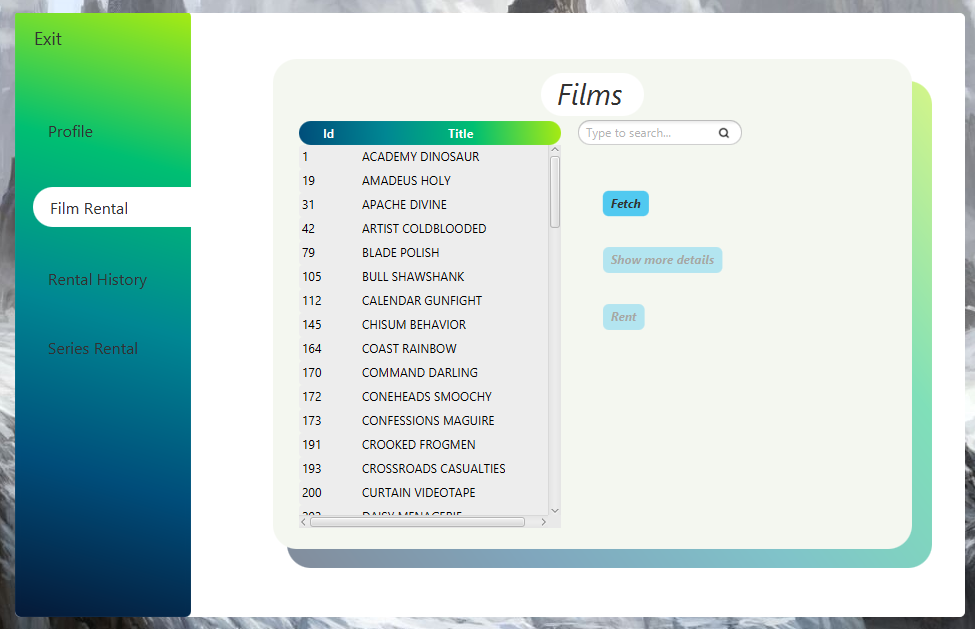 Exit
Profile
Film Rental
Rental History
Series Rental
Films
Id Title
Type to search...
1 ACADEMY DINOSAUR
19 AMADEUS HOLY
31 APACHE DIVINE
42 ARTIST COLDBLOODED
79 BLADE POLISH
105 BULL SHAWSHANK
112 CALENDAR GUNFIGHT
145 CHISUM BEHAVIOR
164 COAST RAINBOW
170 COMMAND DARLING
172 CONEHEADS SMOOCHY
173 CONFESSIONS MAGUIRE
191 CROOKED FROGMEN
193 CROSSROADS CASUALTIES
200 CURTAIN VIDEOTAPE
Fetch
Show more details
Rent